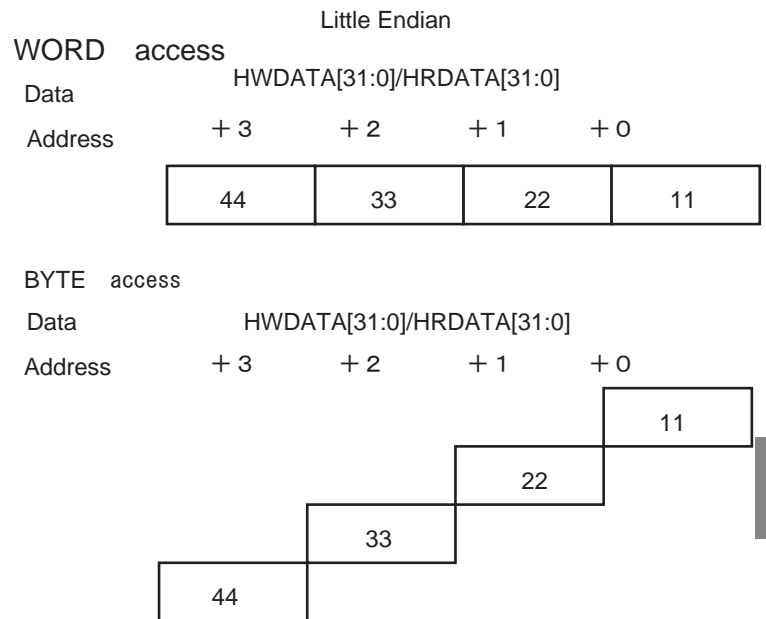 Little Endian
WORD access
Data HWDATA[31:0]/HRDATA[31:0]
Address +3 +2 +1 +0
44 33 22 11
BYTE access
Data HWDATA[31:0]/HRDATA[31:0]
Address +3 +2 +1 +0
11
22
33
44